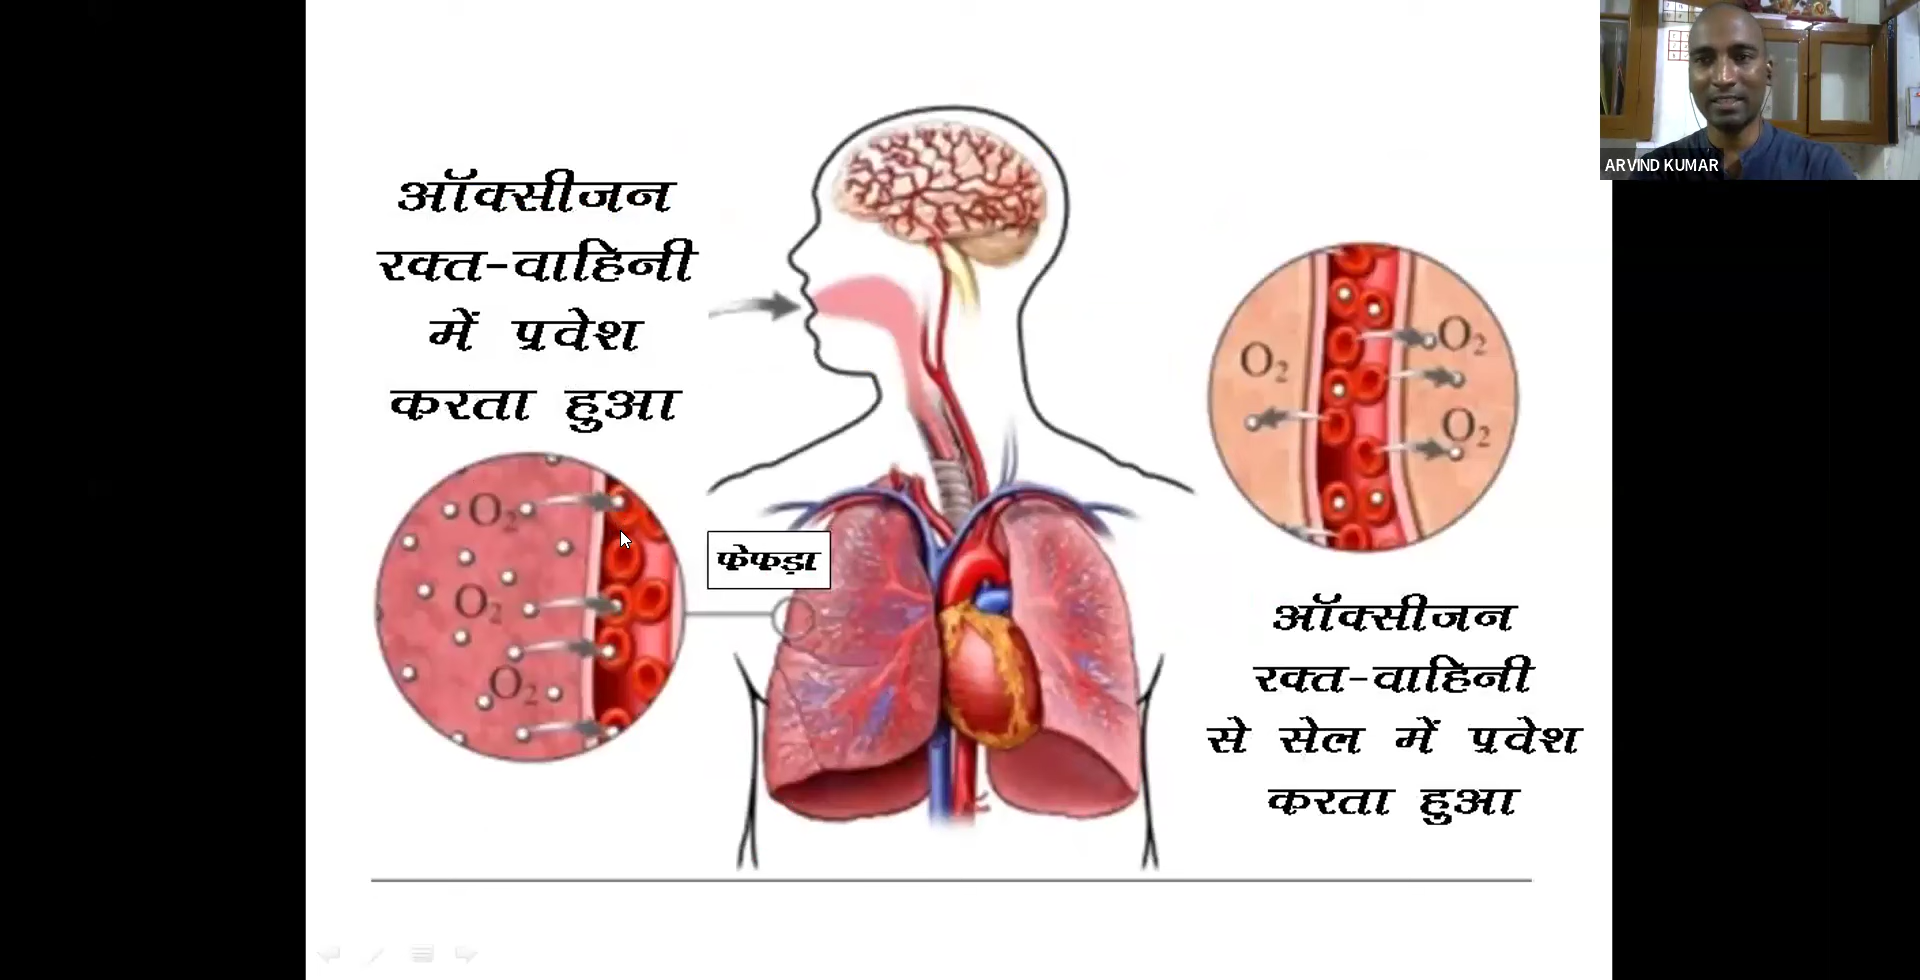 ऑक्सीजन
रक्त-वाहिनी
में प्रवेश
करता हुआ
O₂
O₂
O₂
फेफड़ा
ARVIND KUMAR
O₂
O₂
O₂
ऑक्सीजन
रक्त-वाहिनी
से सेल में प्रवेश
करता हुआ